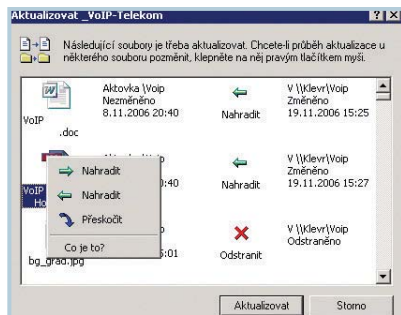 Aktualizovat _VoIP-Telekom
Následující soubory je třeba aktualizovat. Chcete-li průběh aktualizace u
některého souboru pozměnit, klepněte na něj pravým tlačítkem myši.
VoIP
.doc
Aktovka \Voip
Nezměněno
8.11.2006 20:40
Nahradit
V \\Klevr\Voip
Změněno
19.11.2006 15:25
VoIP
Ho
:40
Nahradit
V \\Klevr\Voip
Změněno
19.11.2006 15:27
Nahradit
Nahradit
Přeskočit
Co je to?
bg_grad.jpg
5:01
Odstranit
V \\Klevr\Voip
Odstraněno
Aktualizovat
Storno